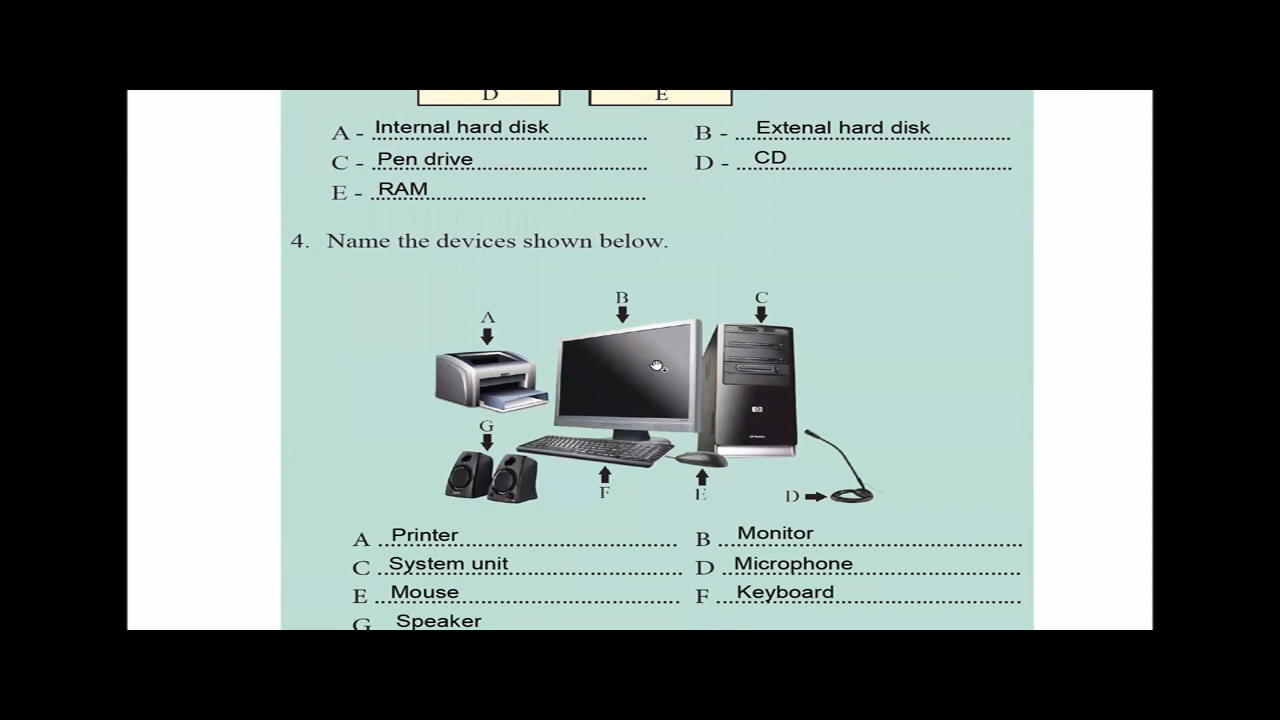 D E
A - Internal hard disk B - Extenal hard disk
C - Pen drive D - CD
E - RAM
4. Name the devices shown below.
B C
A
G
F E D
A Printer B Monitor
C System unit D Microphone
E Mouse F Keyboard
G Speaker